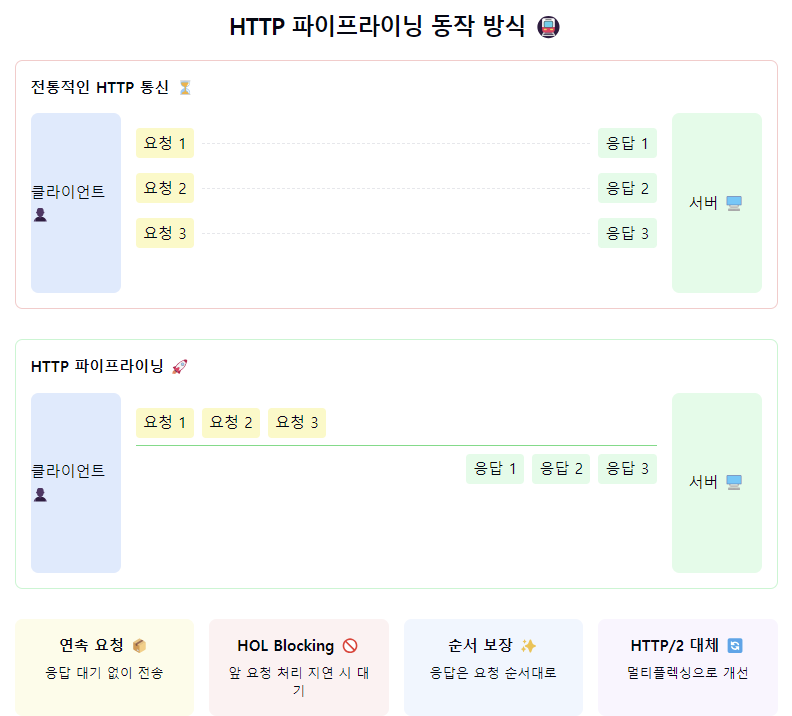 HTTP 파이프라이닝 동작 방식 🚇
전통적인 HTTP 통신 ⏳
클라이언트 👤
요청 1 응답 1
요청 2 응답 2
요청 3 응답 3
서버 🖥️
HTTP 파이프라이닝 🚀
클라이언트 👤
요청 1 요청 2 요청 3
응답 1 응답 2 응답 3
서버 🖥️
연속 요청 📦
응답 대기 없이 전송
HOL Blocking 🚫
앞 요청 처리 지연 시 대
기
순서 보장 ✨
응답은 요청 순서대로
HTTP/2 대체 🔄
멀티플렉싱으로 개선